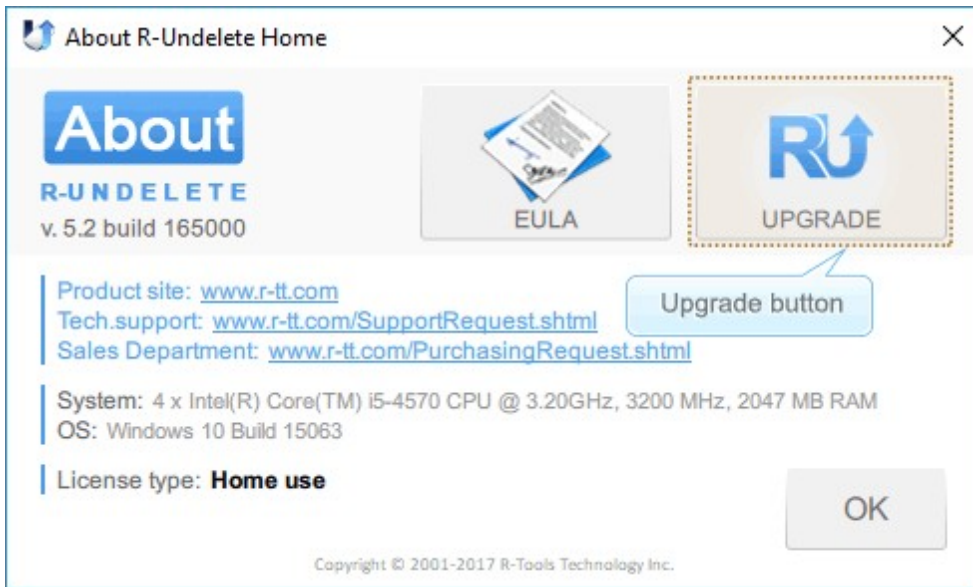 About R-Undelete Home
About
R-UNDELETE
v. 5.2 build 165000
EULA
RU
UPGRADE
Upgrade button
Product site: www.r-tt.com
Tech.support: www.r-tt.com/SupportRequest.shtml
Sales Department: www.r-tt.com/PurchasingRequest.shtml
System: 4 x Intel(R) Core(TM) i5-4570 CPU @ 3.20GHz, 3200 MHz, 2047 MB RAM
OS: Windows 10 Build 15063
License type: Home use
OK
Copyright © 2001-2017 R-Tools Technology Inc.